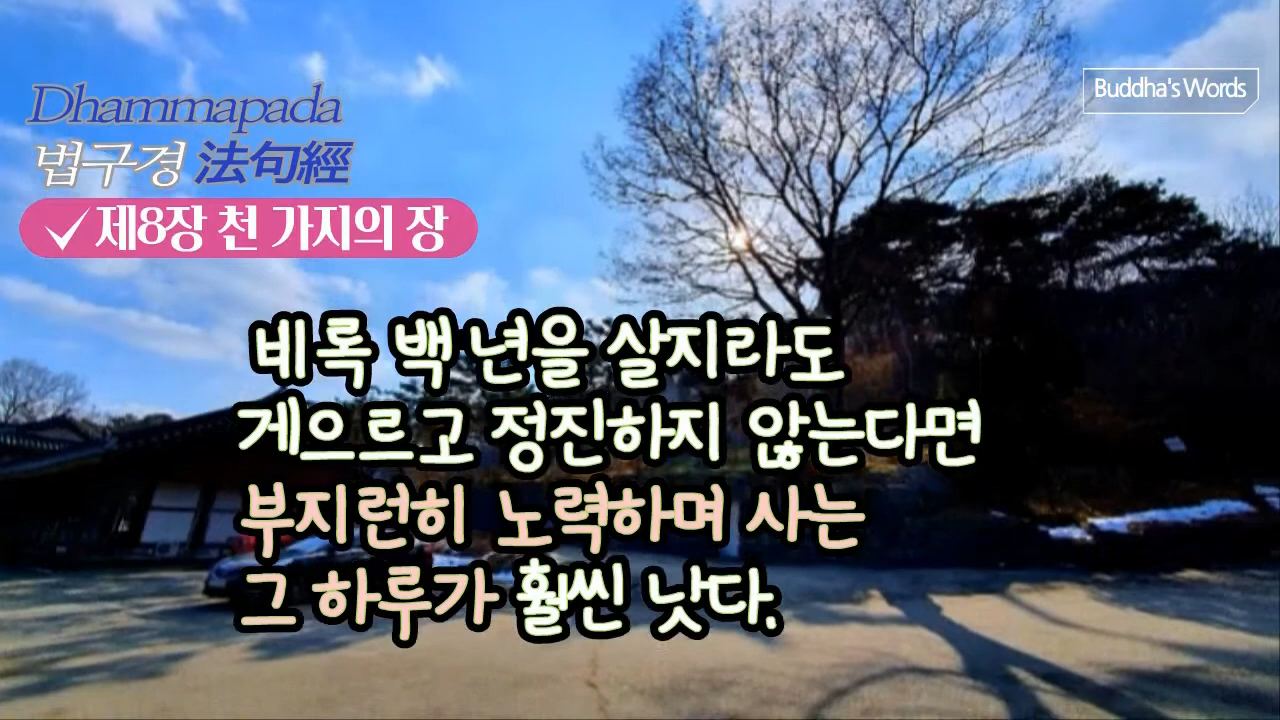 Dhammapada
법구경 法句經
제8장 천 가지의 장
Buddha's Words
비록 백 년을 살지라도
게으르고 정진하지 않는다면
부지런히 노력하며 사는
그 하루가 훨씬 낫다.